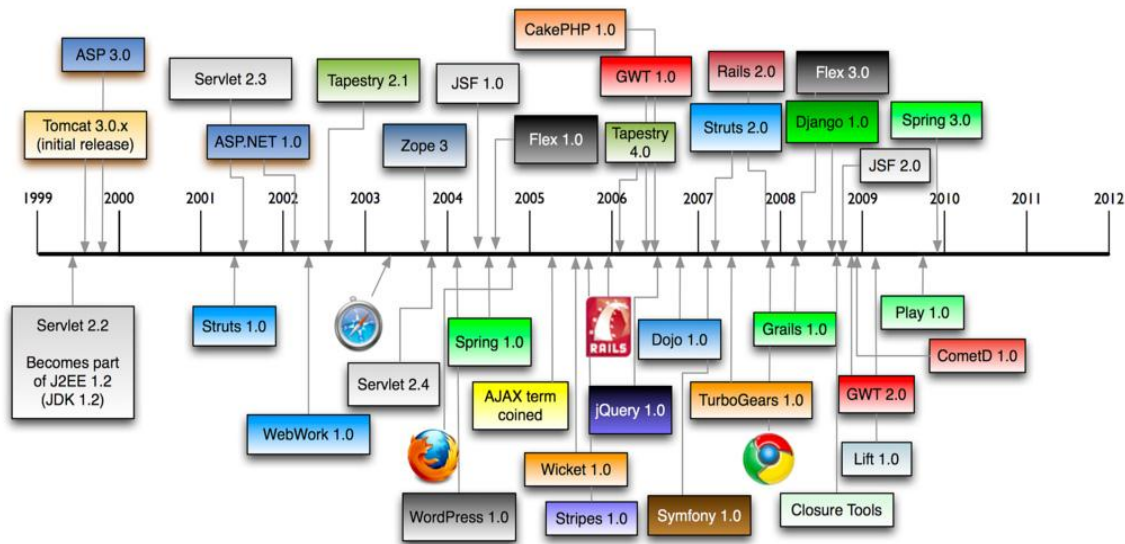 CakePHP 1.0
ASP 3.0
GWT 1.0
Rails 2.0
Flex 3.0
Servlet 2.3
Tapestry 2.1
JSF 1.0
Tomcat 3.0.x
(initial release)
ASP.NET 1.0
Zope 3
Flex 1.0
Tapestry
4.0
Struts 2.0
Django 1.0
Spring 3.0
JSF 2.0
1999
2000
2001
2002
2003
2004
2005
2006
2007
2008
2009
2010
2011
2012
Servlet 2.2
Becomes part
of J2EE 1.2
(JDK 1.2)
Struts 1.0
Spring 1.0
RAILS
Dojo 1.0
Grails 1.0
Play 1.0
CometD 1.0
Servlet 2.4
AJAX term
coined
jQuery 1.0
TurboGears 1.0
GWT 2.0
WebWork 1.0
Wicket 1.0
Lift 1.0
WordPress 1.0
Stripes 1.0
Symfony 1.0
Closure Tools